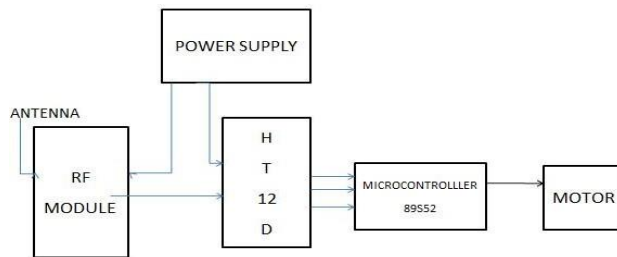 POWER SUPPLY
ANTENNA
RF
MODULE
H
T
12
D
MICROCONTROLLLER
89S52
MOTOR